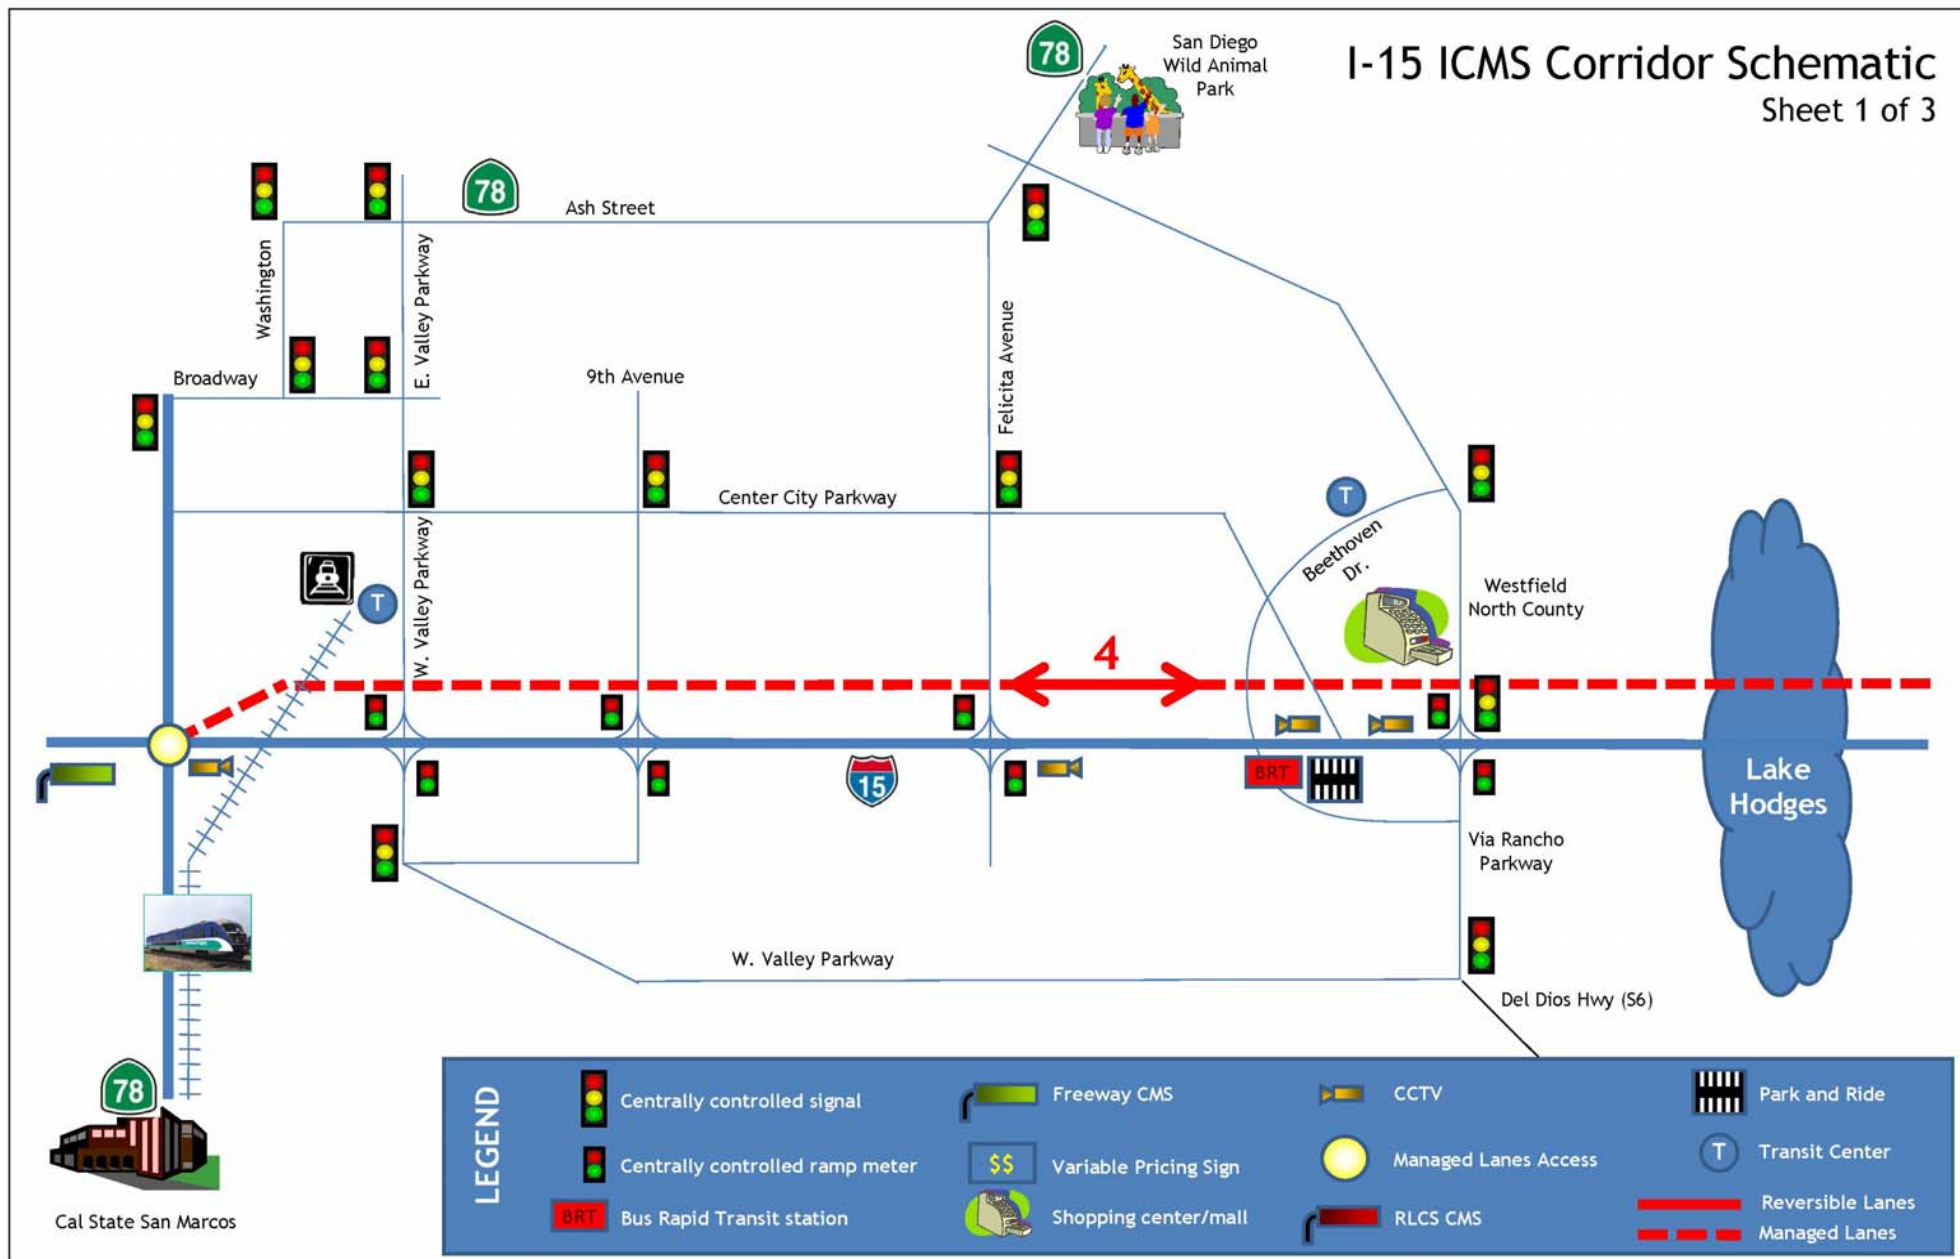 I-15 ICMS Corridor Schematic
Sheet 1 of 3
78
San Diego
Wild Animal
Park
78
Ash Street
Washington
E. Valley Parkway
Felicita Avenue
Broadway
9th Avenue
Center City Parkway
T
Beethoven
Dr.
W. Valley Parkway
T
Westfield
North County
4
15
BRT
Lake
Hodges
Via Rancho
Parkway
W. Valley Parkway
Del Dios Hwy (S6)
78
Cal State San Marcos
LEGEND
Centrally controlled signal
Freeway CMS
CCTV
Park and Ride
Centrally controlled ramp meter
$$
Variable Pricing Sign
Managed Lanes Access
T
Transit Center
BRT
Bus Rapid Transit station
Shopping center/mall
RLCS CMS
Reversible Lanes
Managed Lanes